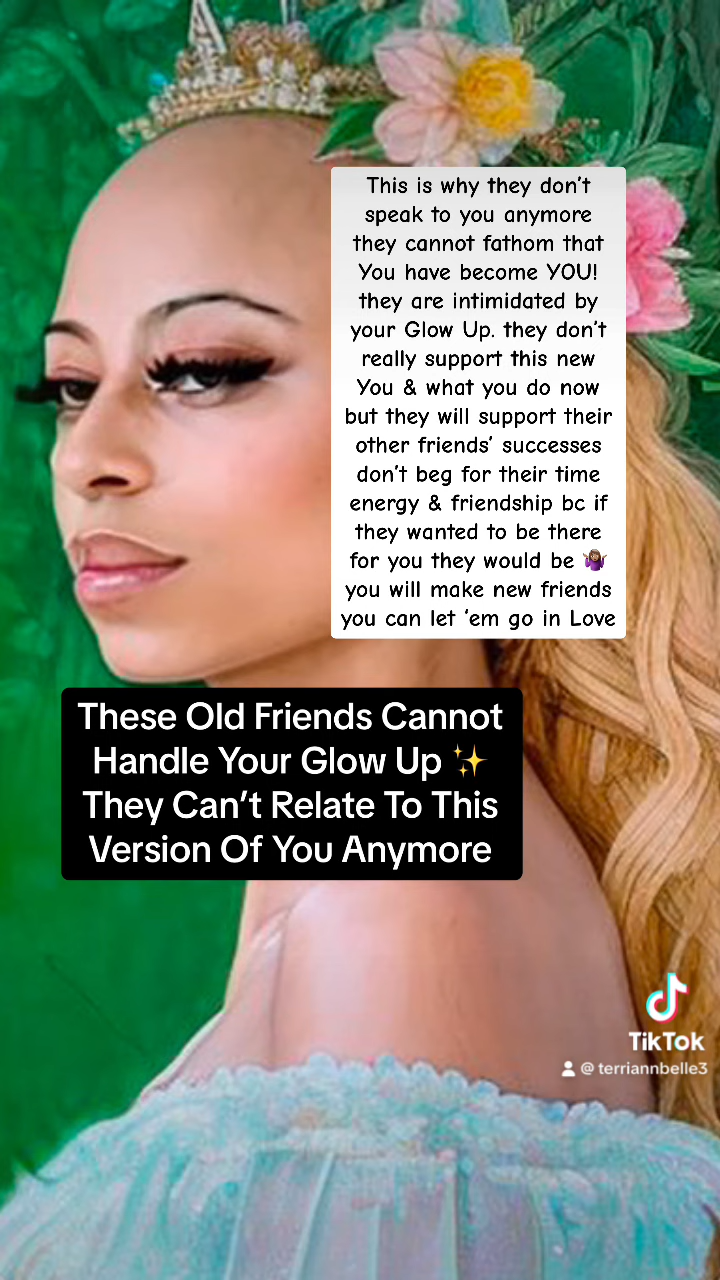 This is why they don't
speak to you anymore
they cannot fathom that
You have become YOU!
they are intimidated by
your Glow Up. they don't
really support this new
You & what you do now
but they will support their
other friends' successes
don't beg for their time
energy & friendship bc if
they wanted to be there
for you they would be 🤷🏾‍♀️
you will make new friends
you can let 'em go in Love
These Old Friends Cannot
Handle Your Glow Up ✨
They Can't Relate To This
Version Of You Anymore
TikTok
@ terriannbelle3